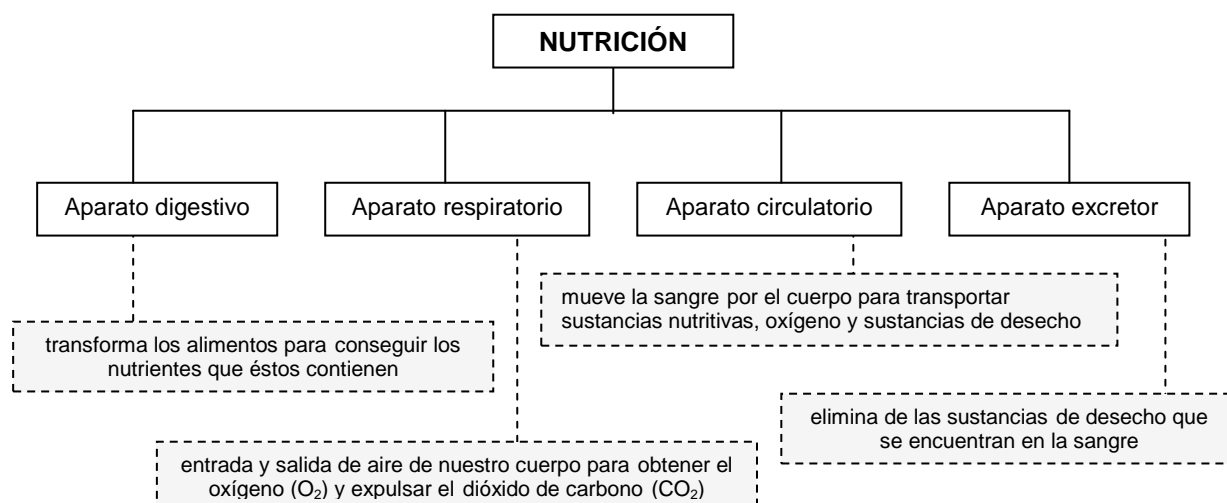 NUTRICIÓN
Aparato digestivo
Aparato respiratorio
Aparato circulatorio
Aparato excretor
mueve la sangre por el cuerpo para transportar
sustancias nutritivas, oxígeno y sustancias de desecho
transforma los alimentos para conseguir los
nutrientes que éstos contienen
elimina de las sustancias de desecho que
se encuentran en la sangre
entrada y salida de aire de nuestro cuerpo para obtener el
oxígeno (O₂) y expulsar el dióxido de carbono (CO₂)